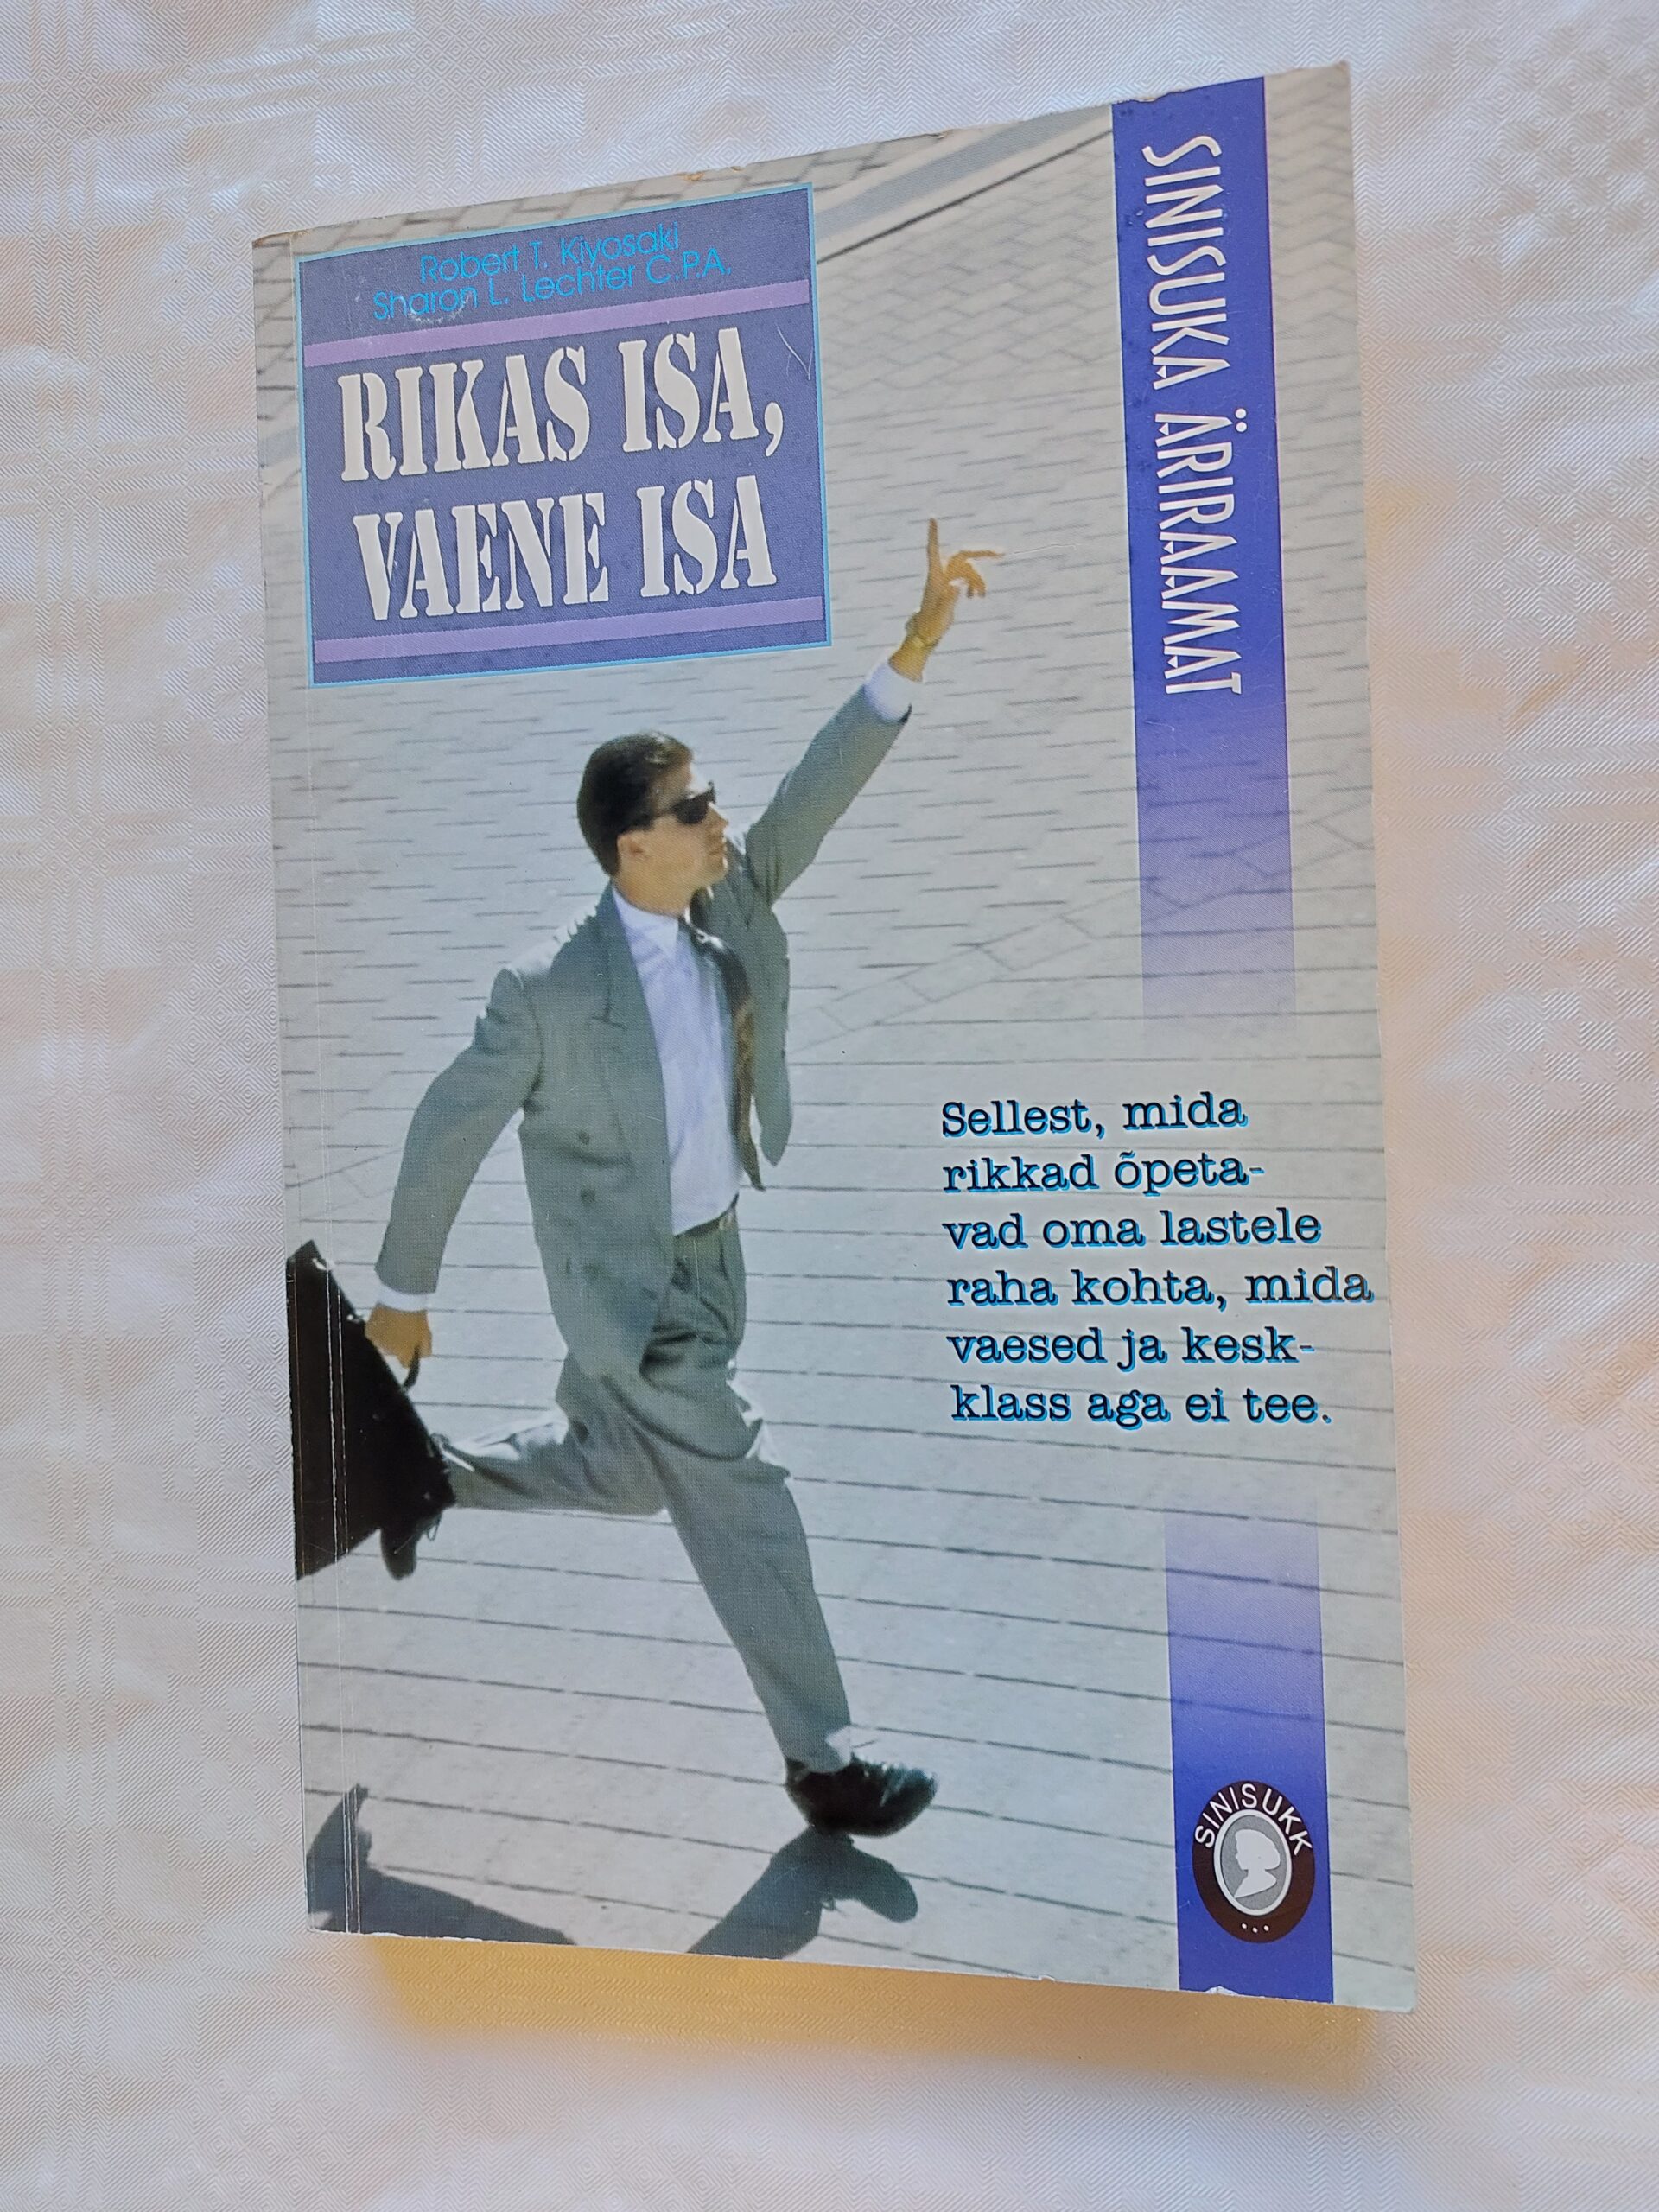 Robert T. Kiyosaki
Sharon L. Lechter C.P.A.
RIKAS ISA,
VAENE ISA
SINISUKA ÄRIRAAMAT
Sellest, mida
rikkad õpeta-
vad oma lastele
raha kohta, mida
vaesed ja kesk-
klass aga ei tee.
SINISUKK